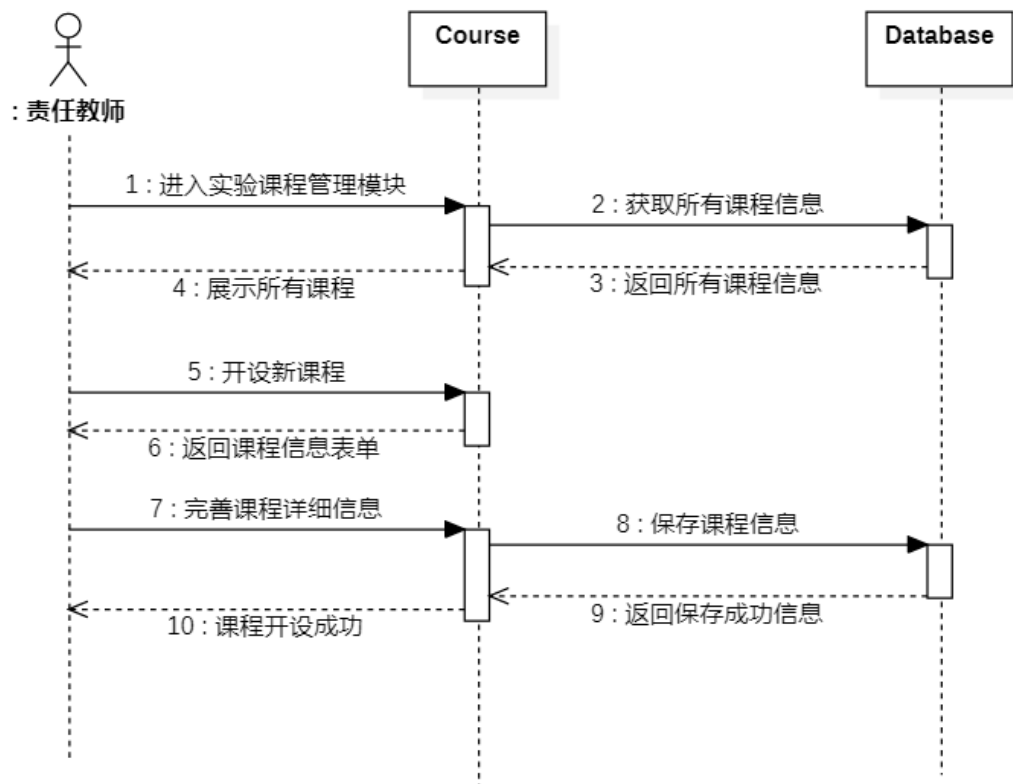 Course
Database
: 责任教师
1 : 进入实验课程管理模块
2 : 获取所有课程信息
3 : 返回所有课程信息
4 : 展示所有课程
5 : 开设新课程
6 : 返回课程信息表单
7 : 完善课程详细信息
8 : 保存课程信息
9 : 返回保存成功信息
10 : 课程开设成功